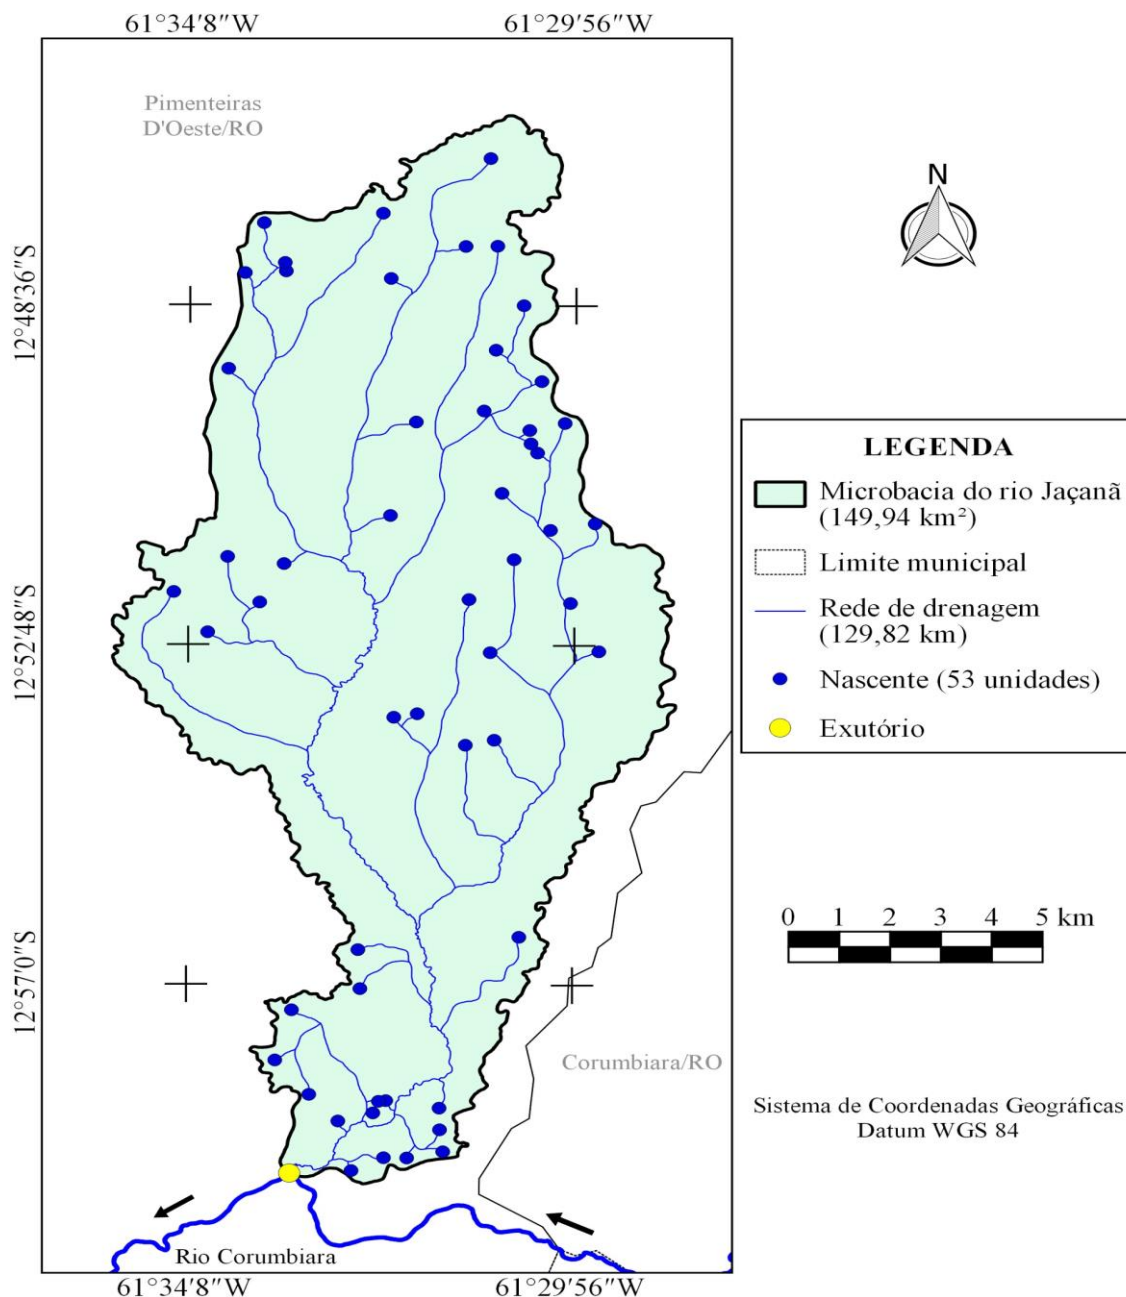 61°34'8"W
61°29'56"W
Pimenteiras
D'Oeste/RO
N
12°48'36"S
LEGENDA
Microbacia do rio Jaçanã
(149,94 km²)
Limite municipal
Rede de drenagem
(129,82 km)
Nascente (53 unidades)
Exutório
12°52'48"S
0 1 2 3 4 5 km
12°57'0"S
Corumbiara/RO
Sistema de Coordenadas Geográficas
Datum WGS 84
Rio Corumbiara
61°34'8"W
61°29'56"W